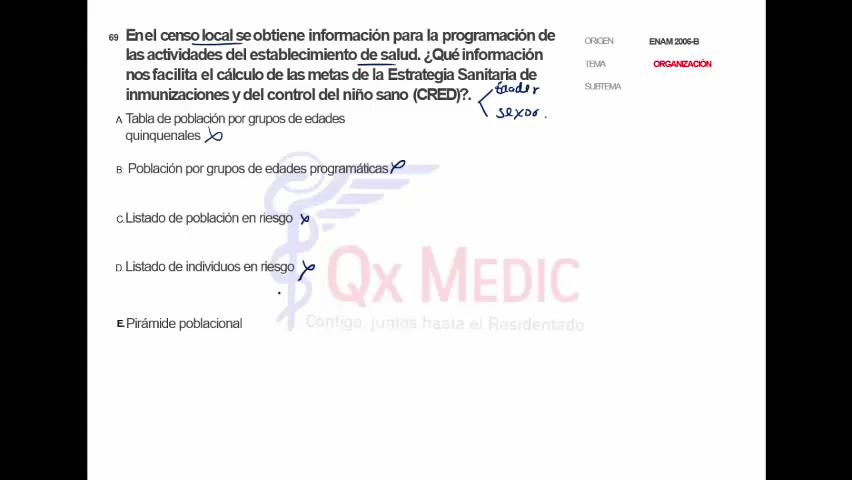 69 En el censo local se obtiene información para la programación de
las actividades del establecimiento de salud. ¿Qué información
nos facilita el cálculo de las metas de la Estrategia Sanitaria de
inmunizaciones y del control del niño sano (CRED)?.
sexo.
A. Tabla de población por grupos de edades
quinquenales
B. Población por grupos de edades programáticas
C. Listado de población en riesgo
D. Listado de individuos en riesgo
E. Pirámide poblacional
ORIGEN ENAM 2006-B
TEMA ORGANIZACIÓN
SUBTEMA
Qx MEDIC
Contigo, juntos hasta el Residentado